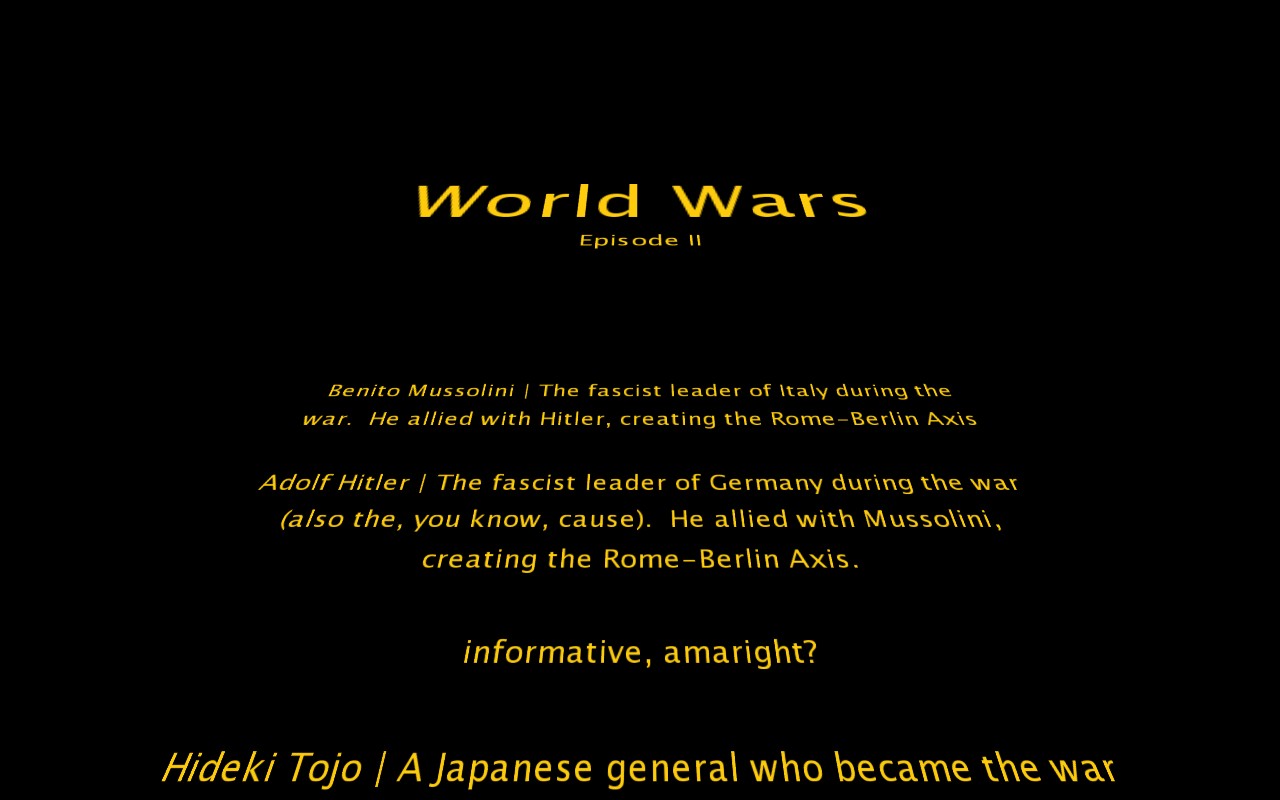 World Wars
Episode II
Benito Mussolini | The fascist leader of Italy during the
war.  He allied with Hitler, creating the Rome-Berlin Axis
Adolf Hitler | The fascist leader of Germany during the war
(also the, you know, cause).  He allied with Mussolini,
creating the Rome-Berlin Axis.
informative, amaright?
Hideki Tojo | A Japanese general who became the war